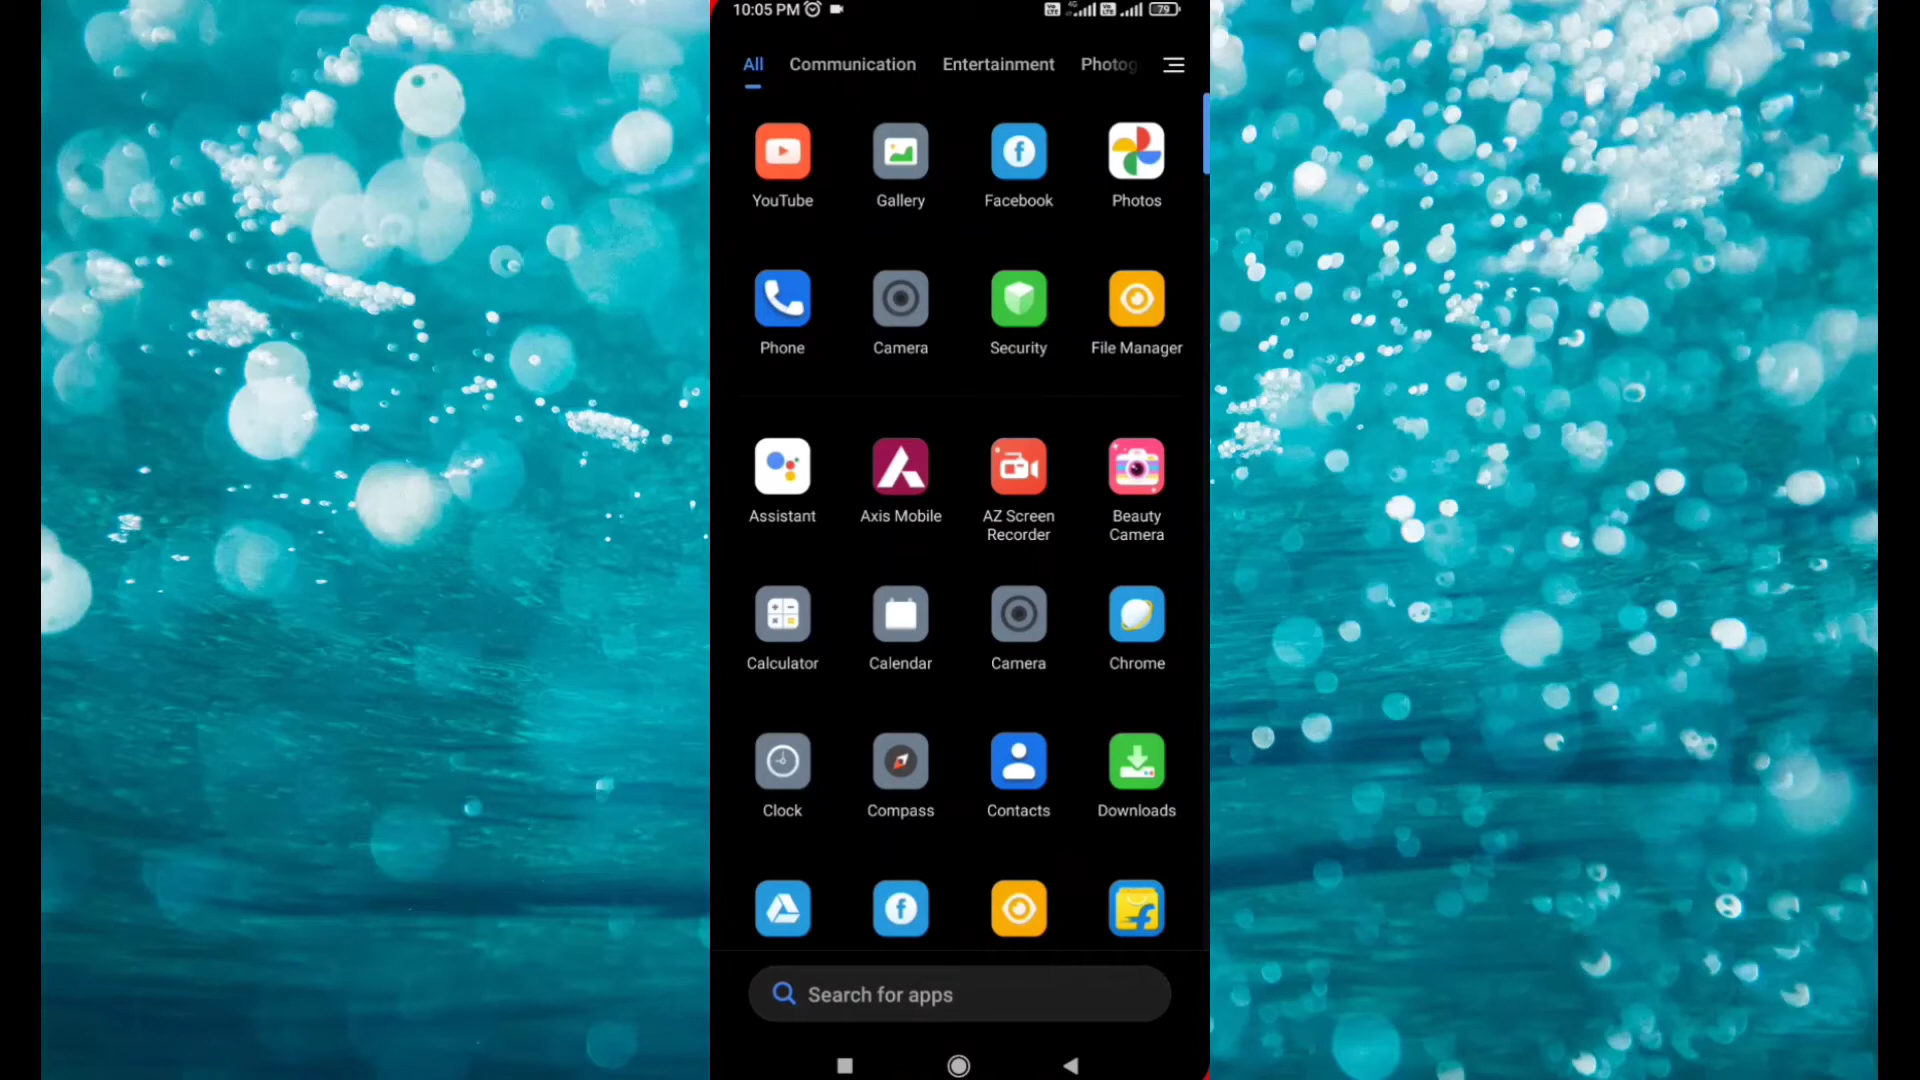 10:05 PM
79
All Communication Entertainment Photog
YouTube Gallery Facebook Photos
Phone Camera Security File Manager
Assistant Axis Mobile AZ Screen Recorder Beauty Camera
Calculator Calendar Camera Chrome
Clock Compass Contacts Downloads
Search for apps